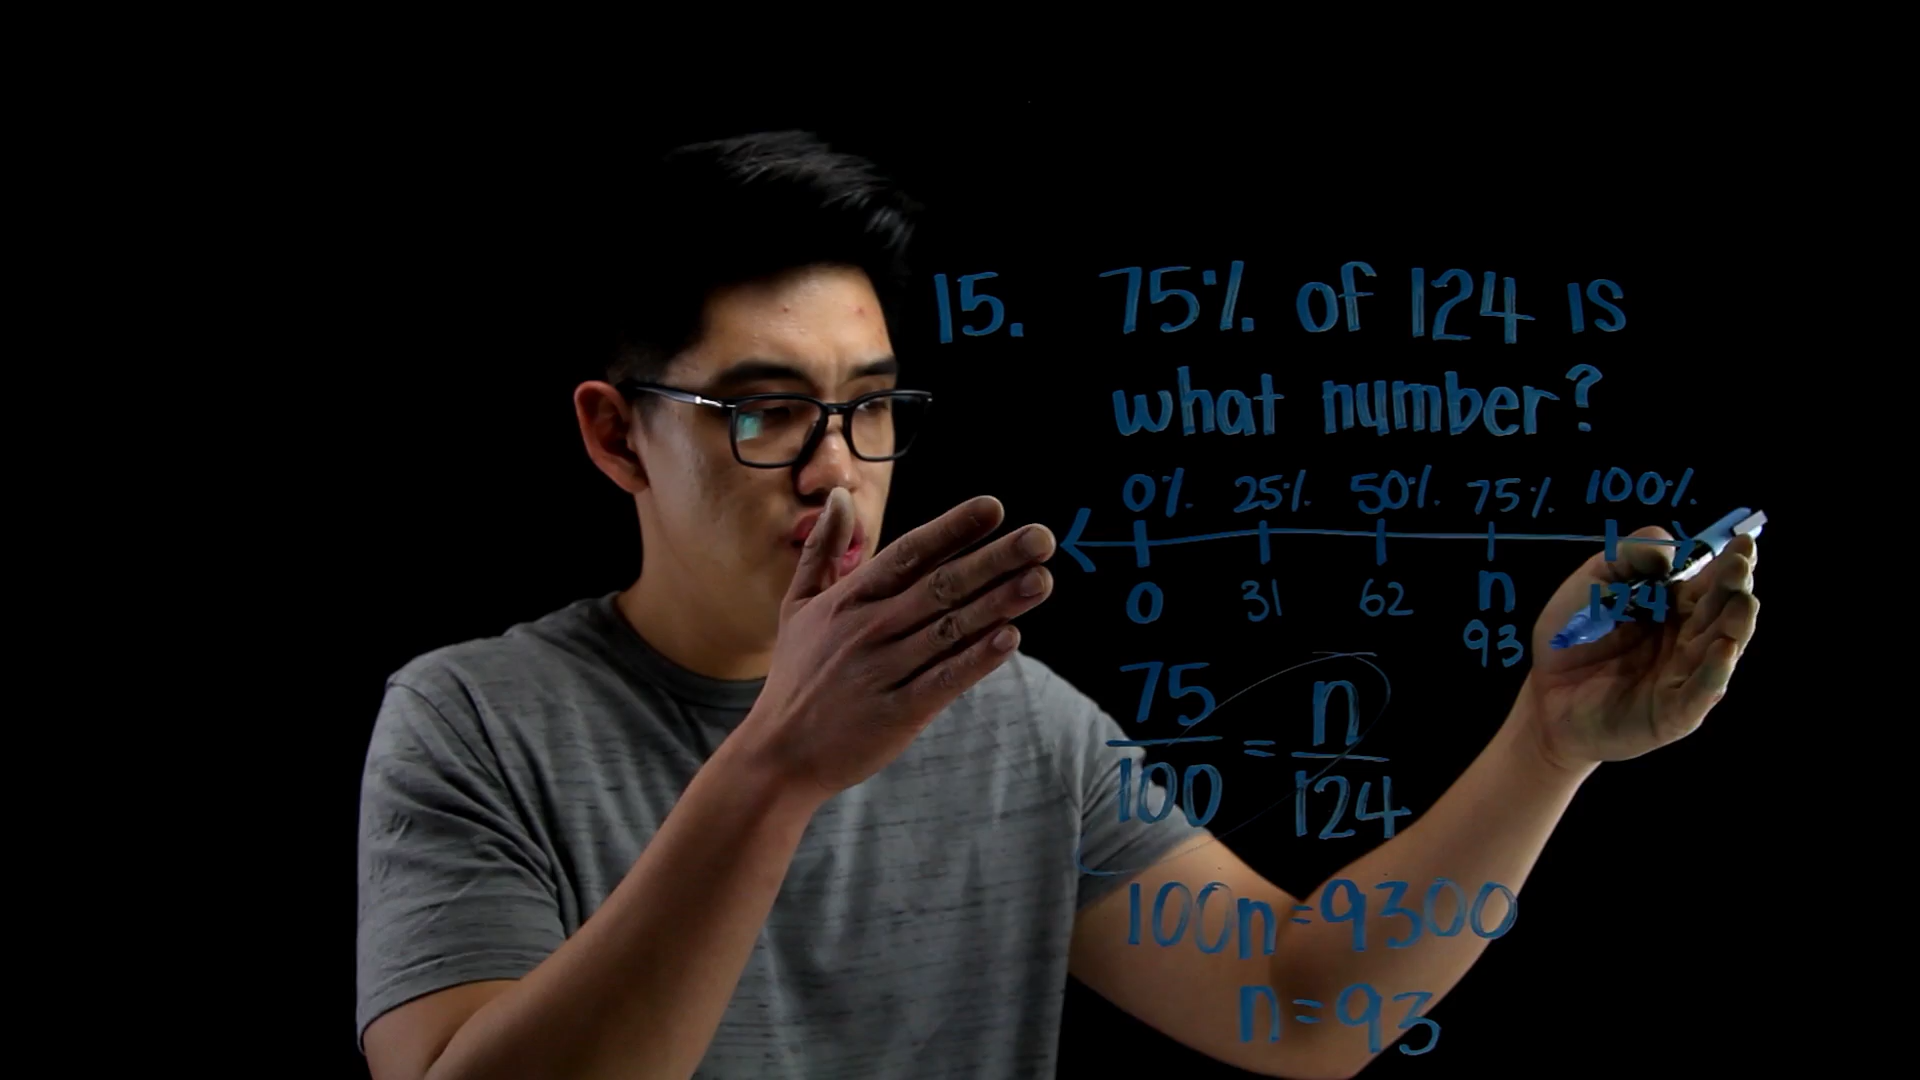 15. 75% of 124 is
what number?
0% 25% 50% 75% 100%
0 31 62 n 124
93
75 n
= 
100 124
100n=9300
n=93